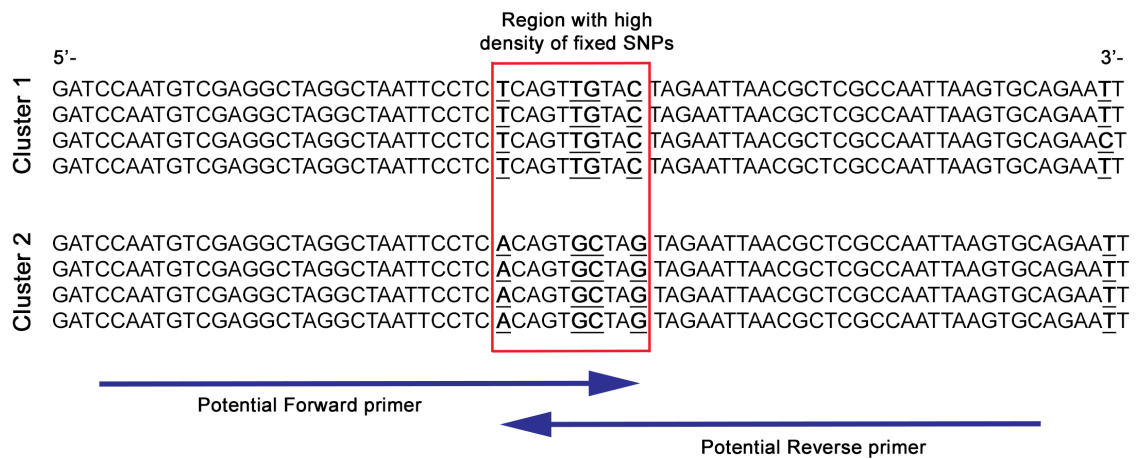 Region with high
density of fixed SNPs
5'- 3'-
Cluster 1
GATCCAATGTCGAGGCTAGGCTAATTCCTCTCAGTTGTACTAGAATTAACGCTCGCCAATTAAGTGCAGAATT
GATCCAATGTCGAGGCTAGGCTAATTCCTCTCAGTTGTACTAGAATTAACGCTCGCCAATTAAGTGCAGAATT
GATCCAATGTCGAGGCTAGGCTAATTCCTCTCAGTTGTACTAGAATTAACGCTCGCCAATTAAGTGCAGAACT
GATCCAATGTCGAGGCTAGGCTAATTCCTCTCAGTTGTACTAGAATTAACGCTCGCCAATTAAGTGCAGAATT
Cluster 2
GATCCAATGTCGAGGCTAGGCTAATTCCTCACAGTGCTAGTAGAATTAACGCTCGCCAATTAAGTGCAGAATT
GATCCAATGTCGAGGCTAGGCTAATTCCTCACAGTGCTAGTAGAATTAACGCTCGCCAATTAAGTGCAGAATT
GATCCAATGTCGAGGCTAGGCTAATTCCTCACAGTGCTAGTAGAATTAACGCTCGCCAATTAAGTGCAGAATT
GATCCAATGTCGAGGCTAGGCTAATTCCTCACAGTGCTAGTAGAATTAACGCTCGCCAATTAAGTGCAGAATT
Potential Forward primer
Potential Reverse primer